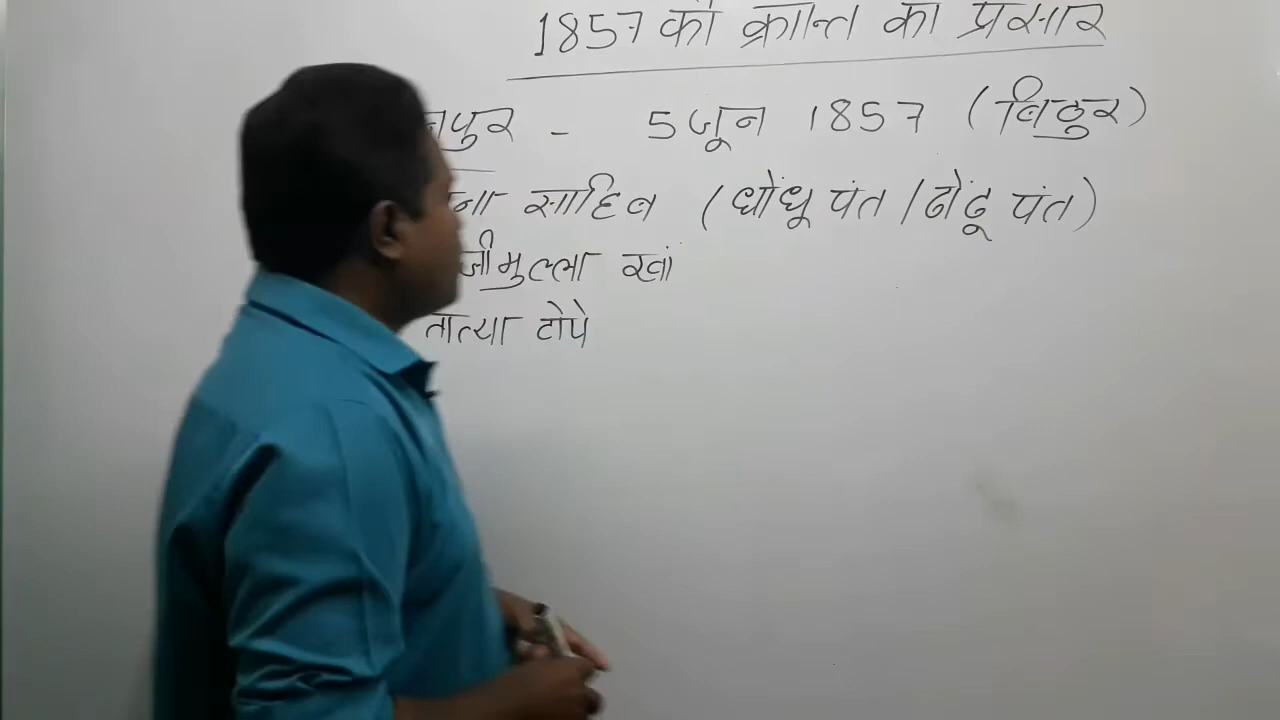 1857 की क्रान्ति का प्रसार
नपुर - 5 जून 1857 (बिठुर)
ना साहिब (धोंधू पंत / ढोंढू पंत)
जीमुल्ला खां
तात्या टोपे